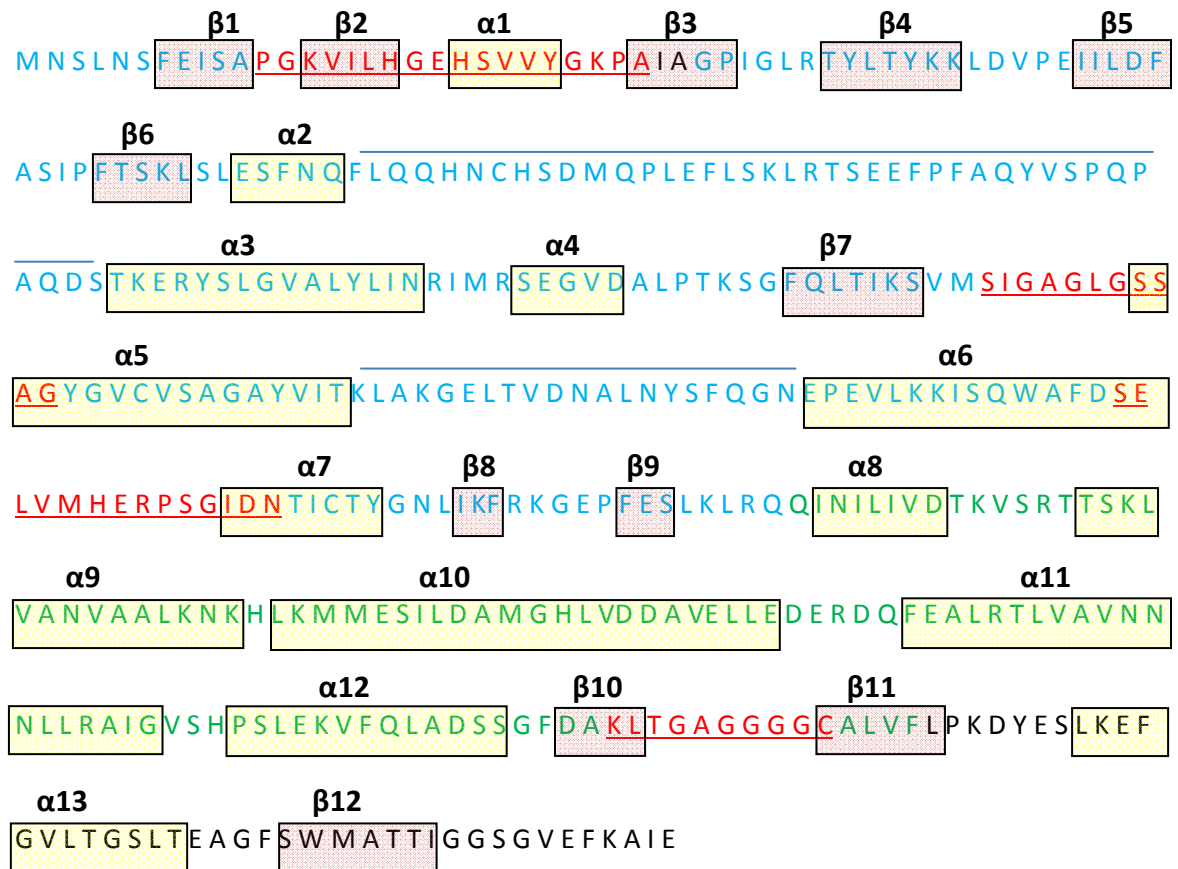 β1 β2 α1 β3 β4 β5
M N S L N S F E I S A P G K V I L H G E H S V V Y G K P A I A G P I G L R T Y L T Y K K L D V P E I I L D F
β6 α2
A S I P F T S K L S L E S F N Q F L Q Q H N C H S D M Q P L E F L S K L R T S E E F P F A Q Y V S P Q P
α3 α4 β7
A Q D S T K E R Y S L G V A L Y L I N R I M R S E G V D A L P T K S G F Q L T I K S V M S I G A G L G S S
α5 α6
A G Y G V C V S A G A Y V I T K L A K G E L T V D N A L N Y S F Q G N E P E V L K K I S Q W A F D S E
α7 β8 β9 α8
L V M H E R P S G I D N T I C T Y G N L I K F R K G E P F E S L K L R Q Q I N I L I V D T K V S R T T S K L
α9 α10 α11
V A N V A A L K N K H L K M M E S I L D A M G H L V D D A V E L L E D E R D Q F E A L R T L V A V N N
α12 β10 β11
N L L R A I G V S H P S L E K V F Q L A D S S G F D A K L T G A G G G G C A L V F L P K D Y E S L K E F
α13 β12
G V L T G S L T E A G F S W M A T T I G G S G V E F K A I E